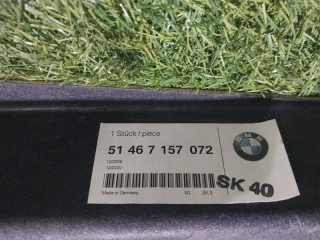 1 Stück / piece
51 46 7 157 072
BMW
Made in Germany
SK 40